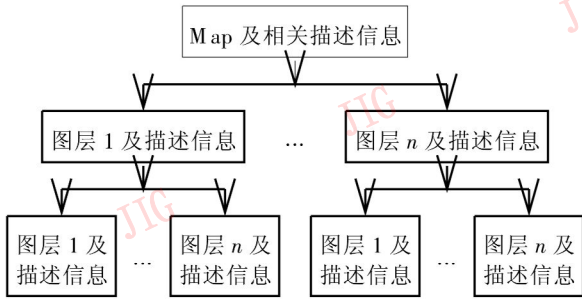 Map 及相关描述信息
图层 1 及描述信息
...
图层 n 及描述信息
图层 1 及
描述信息
...
图层 n 及
描述信息
图层 1 及
描述信息
...
图层 n 及
描述信息
JIG
JIG
J